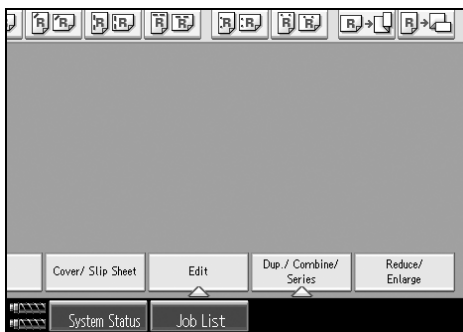 R R R R R R R R R R R R
Cover/ Slip Sheet
Edit
Dup./ Combine/
Series
Reduce/
Enlarge
System Status
Job List